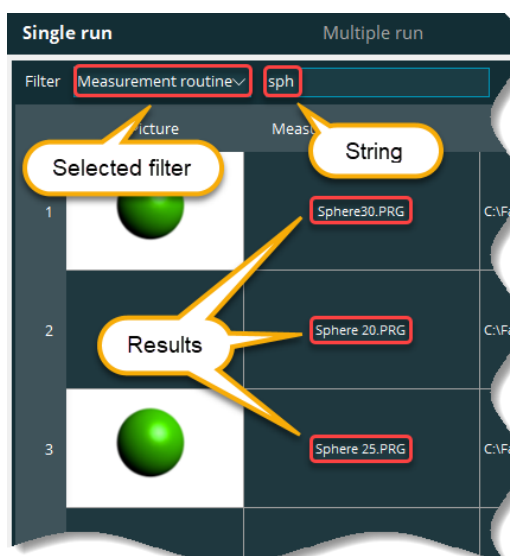 Single run Multiple run
Filter Measurement routine sph
Picture
String
Selected filter
1 Sphere30.PRG
2 Sphere 20.PRG
Results
3 Sphere 25.PRG